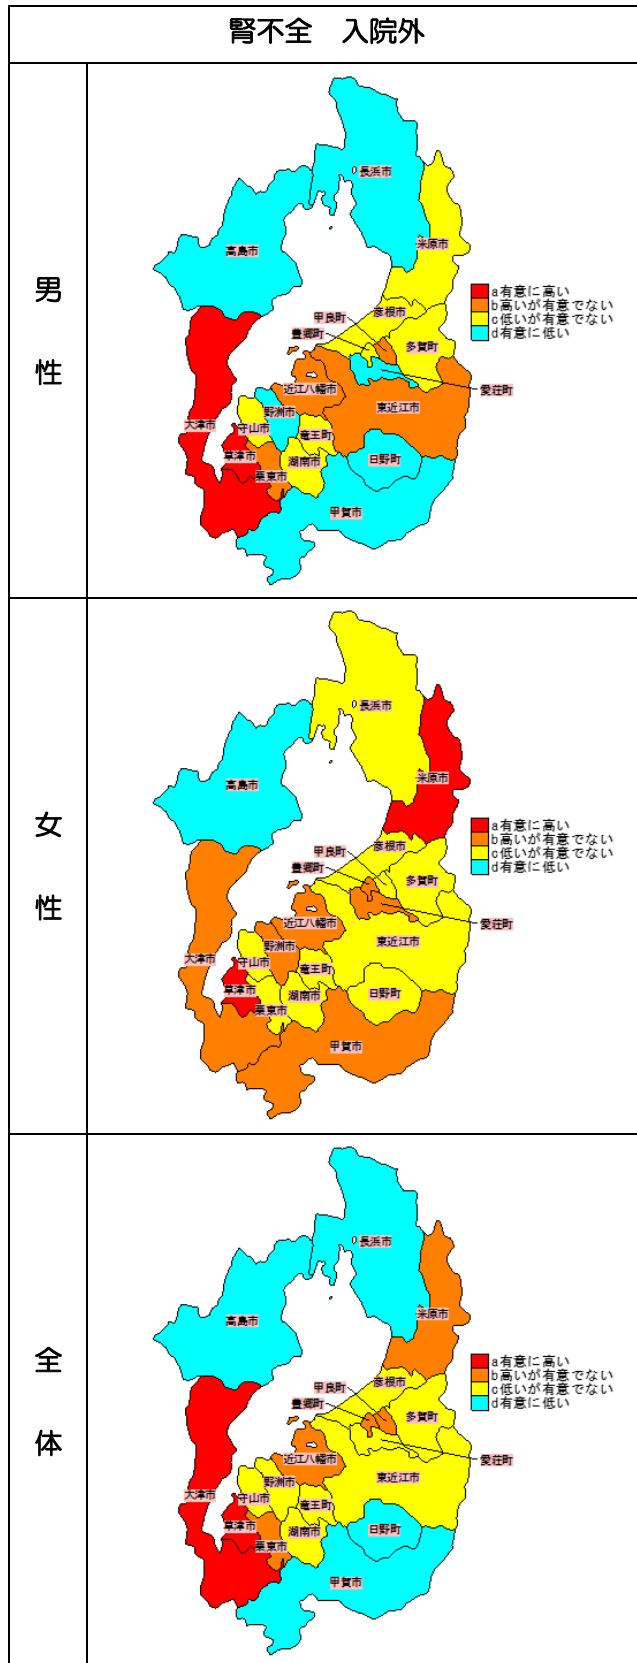 腎不全　入院外
男性
長浜市
米原市
高島市
a有意に高い
b高いが有意でない
c低いが有意でない
d有意に低い
甲良町
彦根市
豊郷町
多賀町
近江八幡市
愛荘町
野洲市
東近江市
大津市
守山市
竜王町
草津市
湖南市
日野町
栗東市
甲賀市
女性
長浜市
米原市
高島市
a有意に高い
b高いが有意でない
c低いが有意でない
d有意に低い
甲良町
彦根市
豊郷町
多賀町
近江八幡市
愛荘町
野洲市
東近江市
大津市
守山市
竜王町
草津市
湖南市
日野町
栗東市
甲賀市
全体
長浜市
米原市
高島市
a有意に高い
b高いが有意でない
c低いが有意でない
d有意に低い
甲良町
彦根市
豊郷町
多賀町
近江八幡市
愛荘町
野洲市
東近江市
大津市
守山市
竜王町
草津市
湖南市
日野町
栗東市
甲賀市